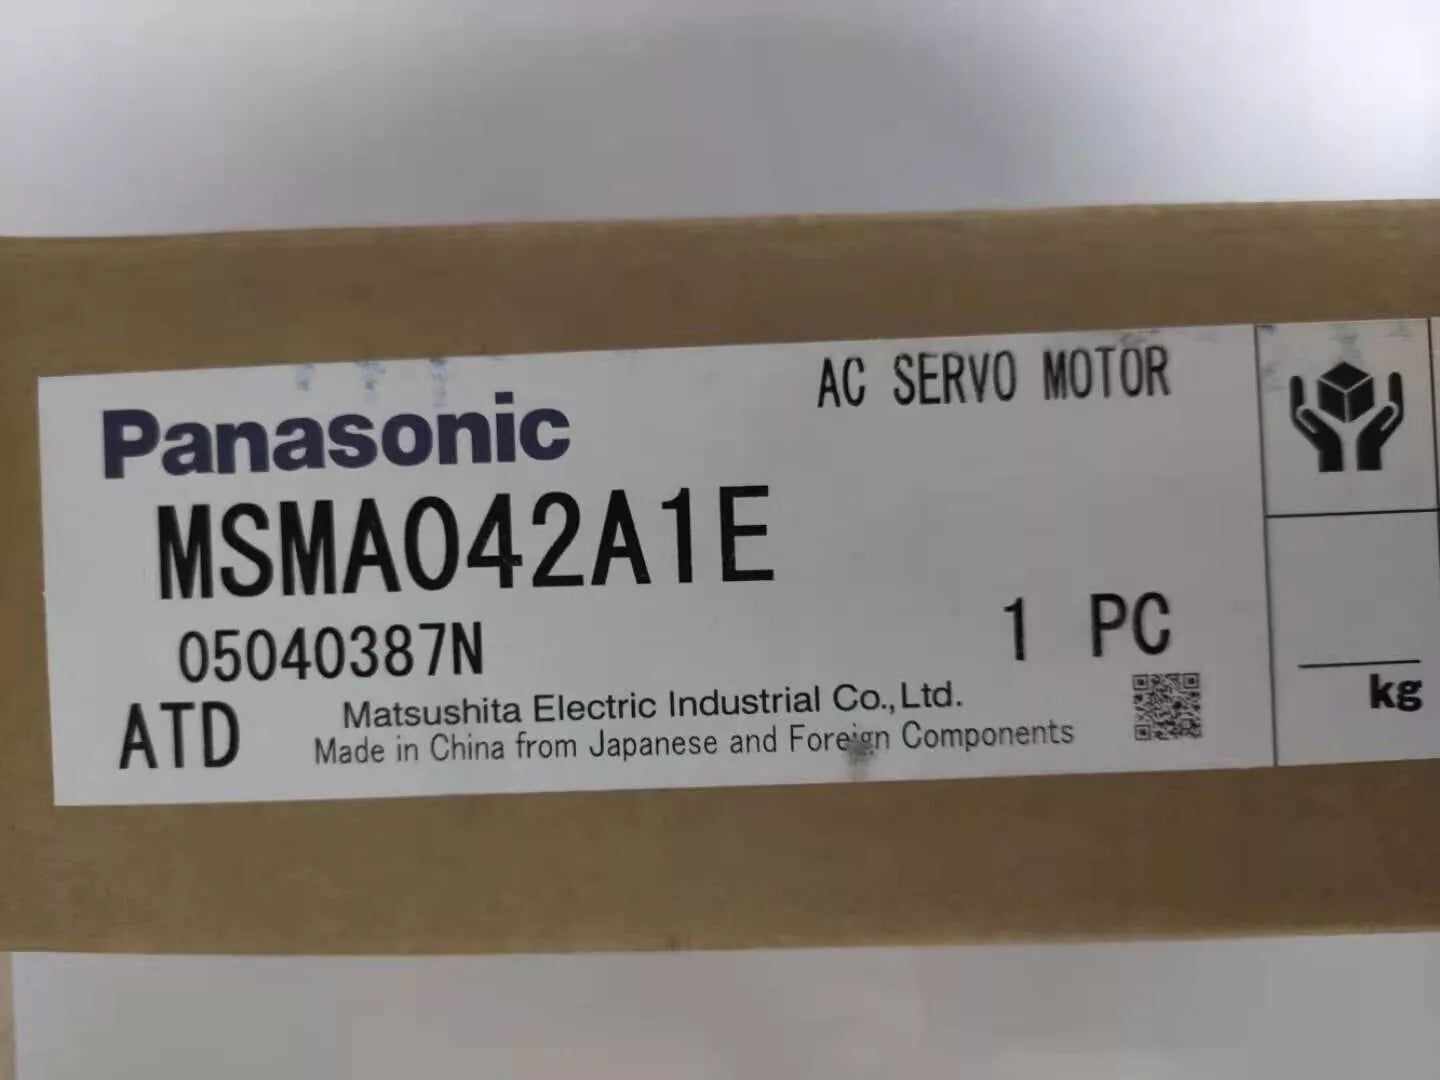 AC SERVO MOTOR
Panasonic
MSMA042A1E
05040387N
1 PC
ATD
Matsushita Electric Industrial Co., Ltd.
Made in China from Japanese and Foreign Components
kg